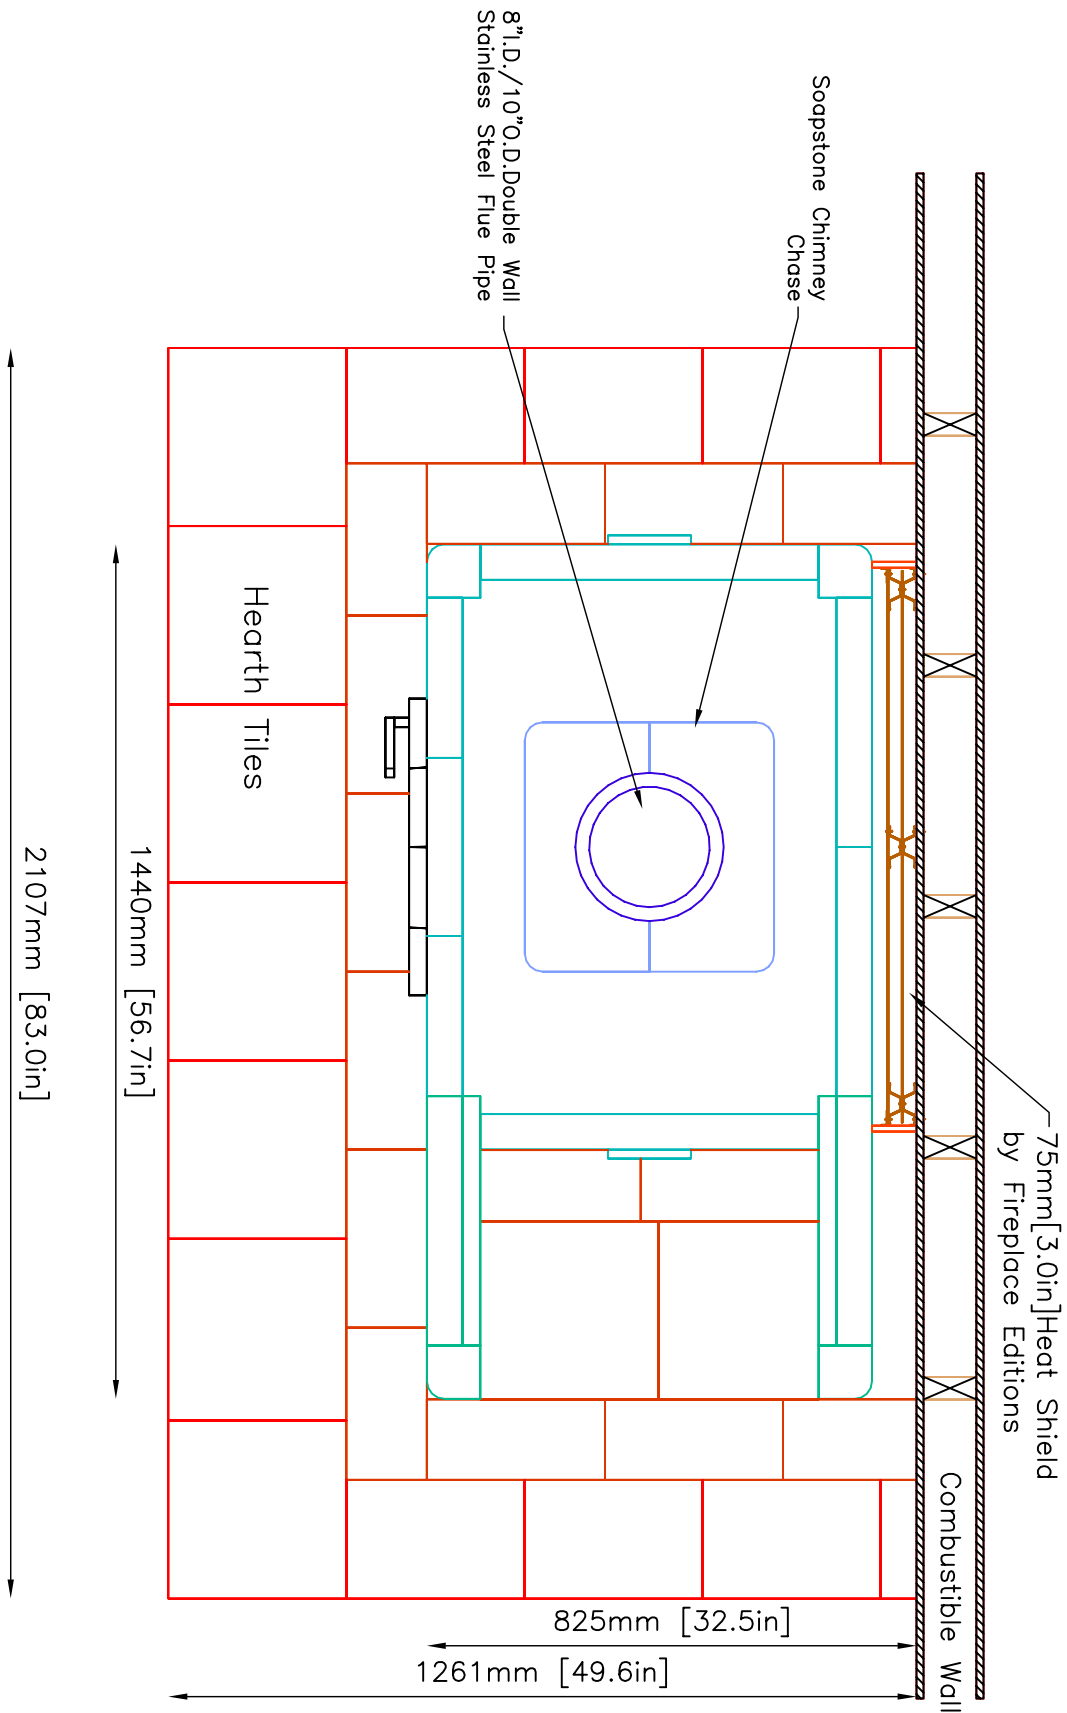 8"I.D./10"O.D.Double Wall
Stainless Steel Flue Pipe
Soapstone Chimney
Chase
75mm[3.0in]Heat Shield
by Fireplace Editions
Combustible Wall
Hearth Tiles
1440mm [56.7in]
2107mm [83.0in]
825mm [32.5in]
1261mm [49.6in]